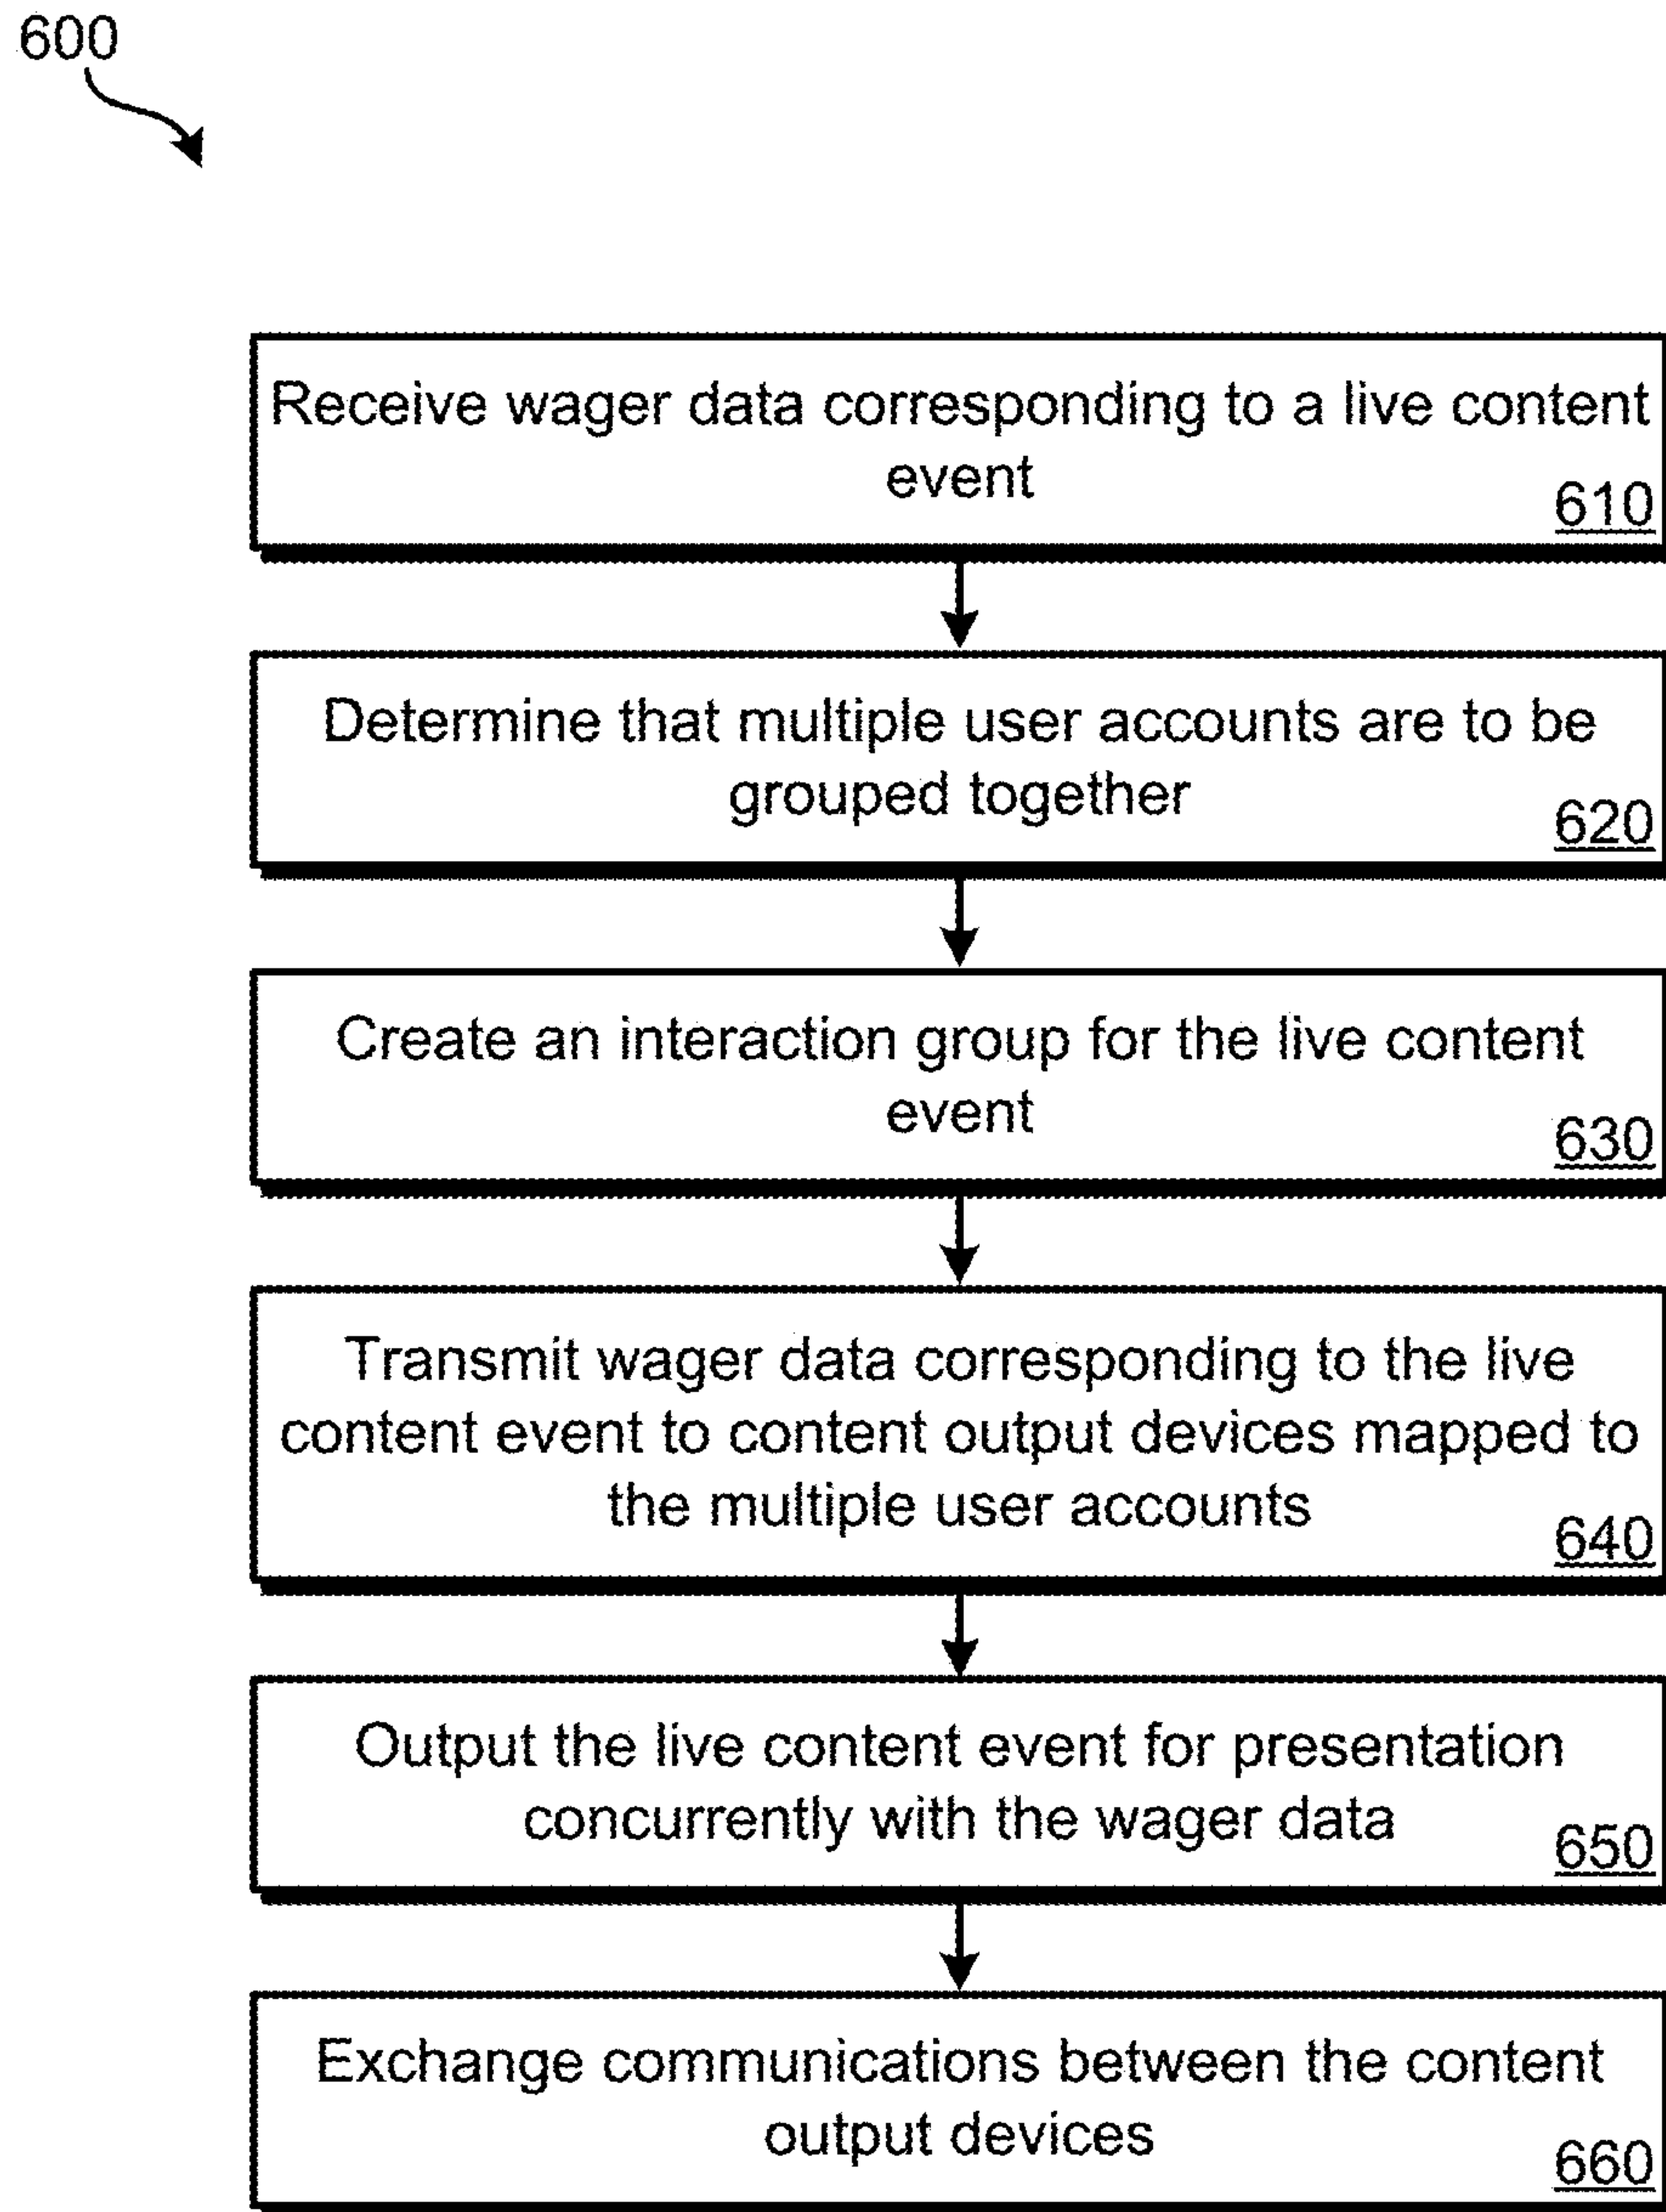 600
Receive wager data corresponding to a live content
event
610
Determine that multiple user accounts are to be
grouped together
620
Create an interaction group for the live content
event
630
Transmit wager data corresponding to the live
content event to content output devices mapped to
the multiple user accounts
640
Output the live content event for presentation
concurrently with the wager data
650
Exchange communications between the content
output devices
660